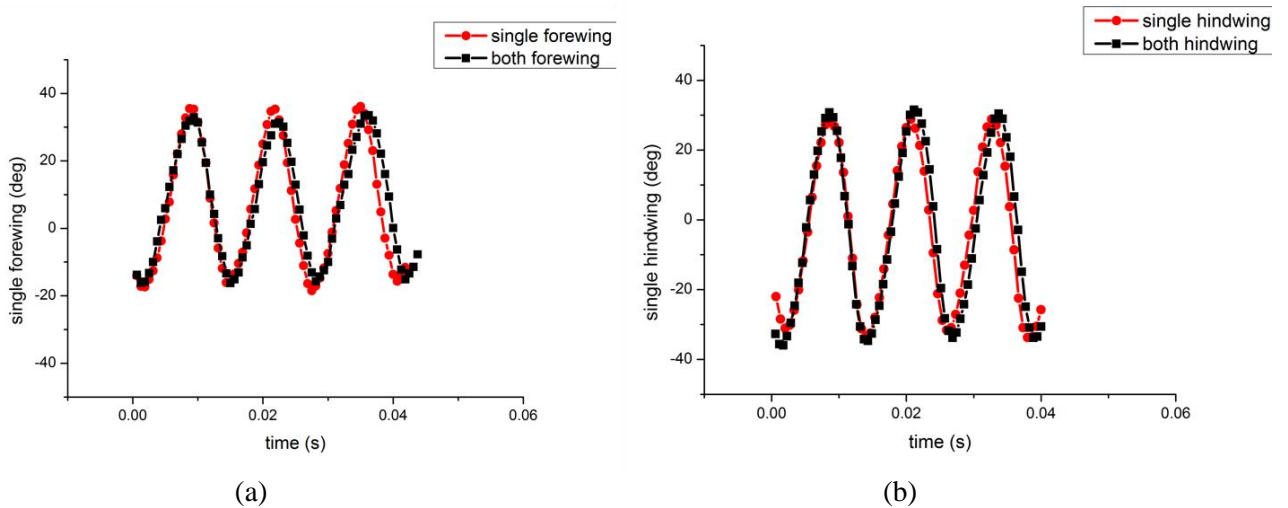 single forewing
both forewing
40
20
0
-20
-40
single forewing (deg)
0.00
0.02
0.04
0.06
time (s)
(a)
single hindwing
both hindwing
40
20
0
-20
-40
single hindwing (deg)
0.00
0.02
0.04
0.06
time (s)
(b)